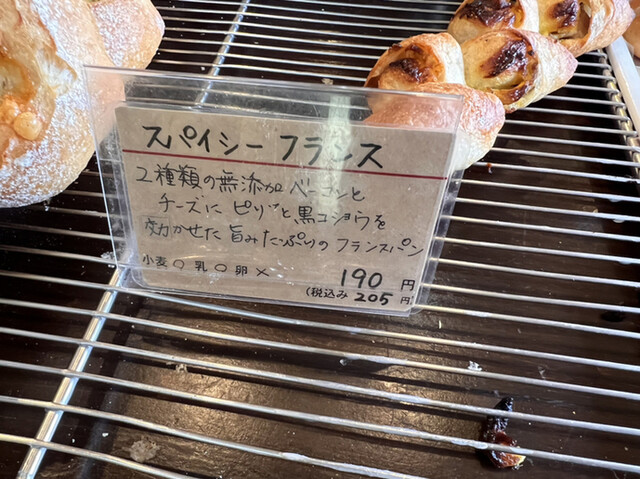 スパイシー フランス
2種類の無添加ベーコンと
チーズに ピリッと黒コショウを
効かせた 旨みたっぷりの フランスパン
小麦 ○ 乳 ○ 卵 ×
190 円
(税込み 205 円)